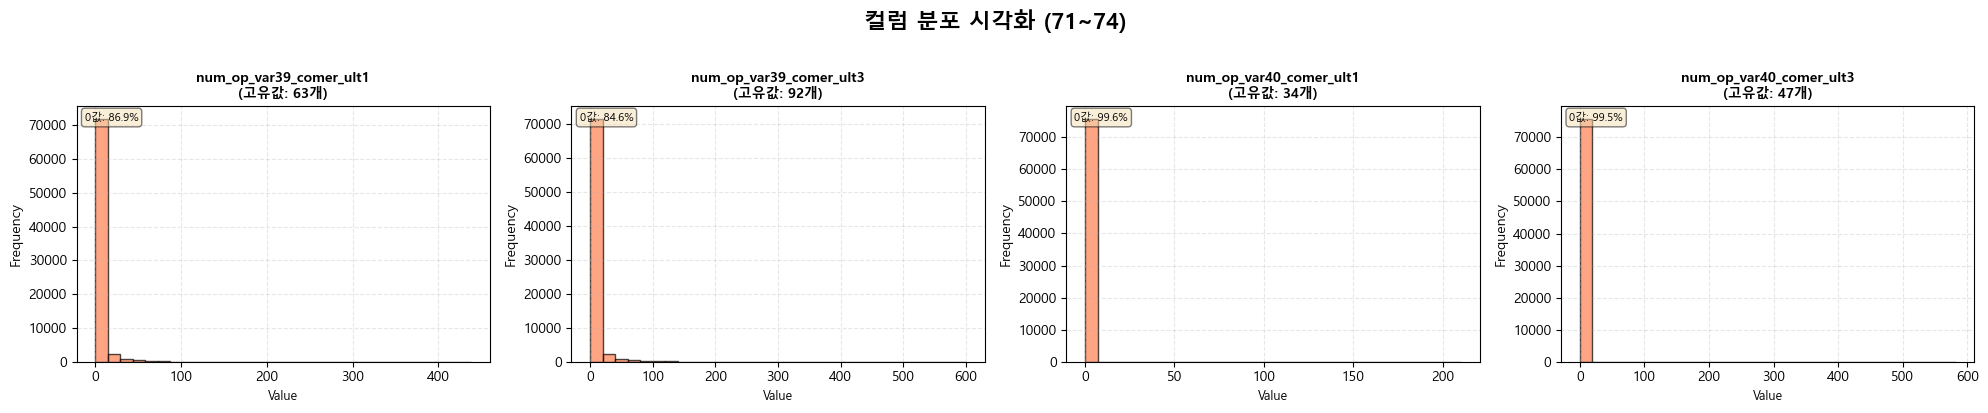 컬럼 분포 시각화 (71~74)
num_op_var39_comer_ult1
(고유값: 63개)
0값: 86.9%
Frequency
70000
60000
50000
40000
30000
20000
10000
0
0 100 200 300 400
Value
num_op_var39_comer_ult3
(고유값: 92개)
0값: 84.6%
Frequency
70000
60000
50000
40000
30000
20000
10000
0
0 100 200 300 400 500 600
Value
num_op_var40_comer_ult1
(고유값: 34개)
0값: 99.6%
Frequency
70000
60000
50000
40000
30000
20000
10000
0
0 50 100 150 200
Value
num_op_var40_comer_ult3
(고유값: 47개)
0값: 99.5%
Frequency
70000
60000
50000
40000
30000
20000
10000
0
0 100 200 300 400 500 600
Value